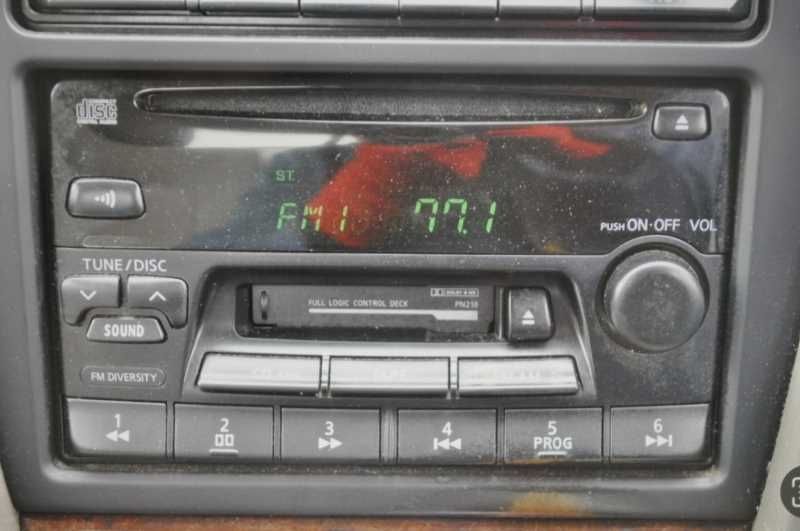 disc
ST.
FM1 77.1
PUSH ON·OFF VOL
TUNE/DISC
FULL LOGIC CONTROL DECK
PN210
SOUND
FM DIVERSITY
1
2
3
4
5
PROG
6